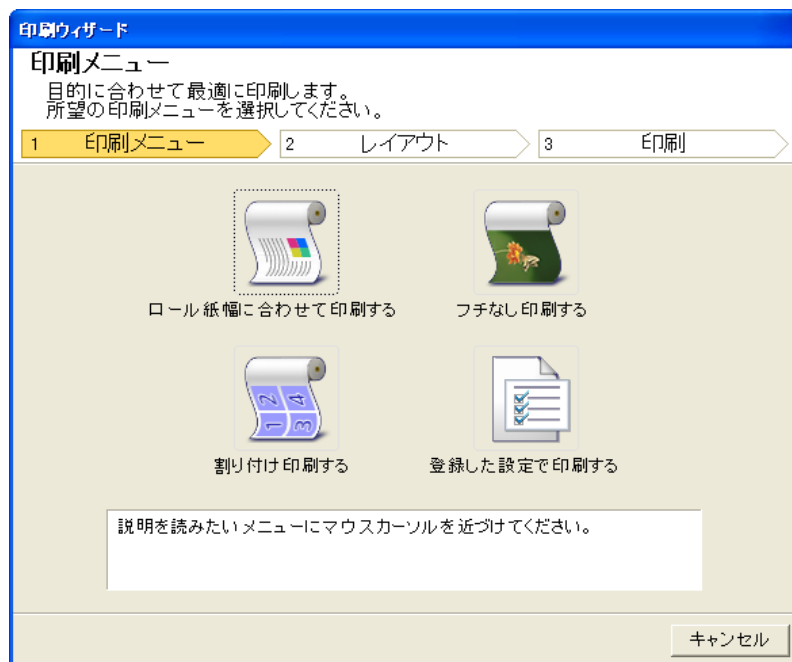 印刷ウィザード
印刷メニュー
目的に合わせて最適に印刷します。
所望の印刷メニューを選択してください。
1 印刷メニュー 2 レイアウト 3 印刷
ロール紙幅に合わせて印刷する フチなし印刷する
1 2 3 4
割り付け印刷する 登録した設定で印刷する
説明を読みたいメニューにマウスカーソルを近づけてください。
キャンセル